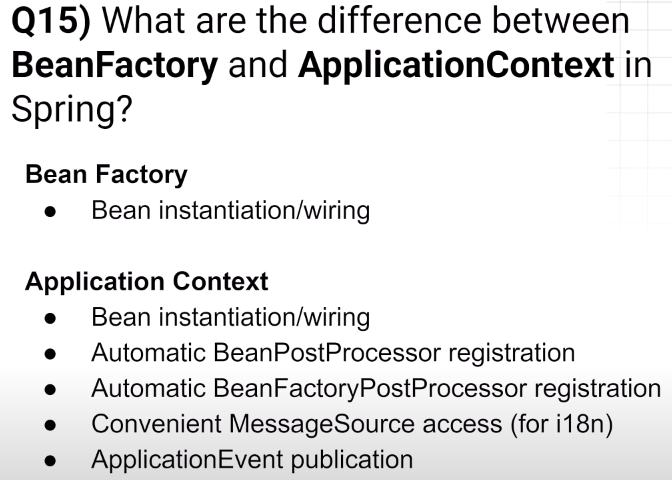 Q15) What are the difference between
BeanFactory and ApplicationContext in
Spring?
Bean Factory
● Bean instantiation/wiring
Application Context
● Bean instantiation/wiring
● Automatic BeanPostProcessor registration
● Automatic BeanFactoryPostProcessor registration
● Convenient MessageSource access (for i18n)
● ApplicationEvent publication